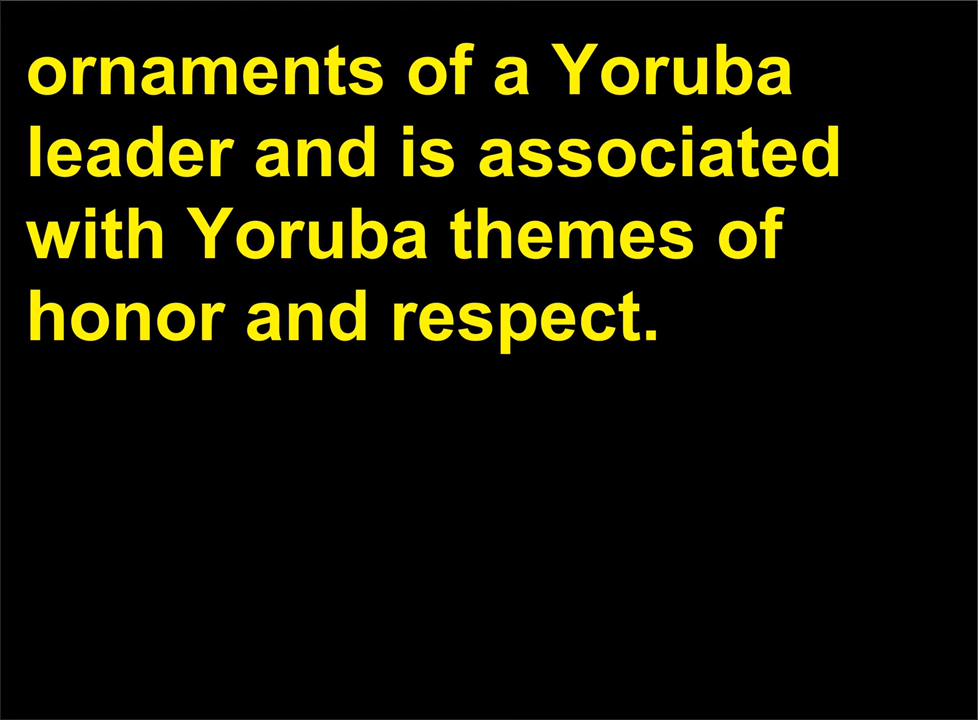 ornaments of a Yoruba
leader and is associated
with Yoruba themes of
honor and respect.